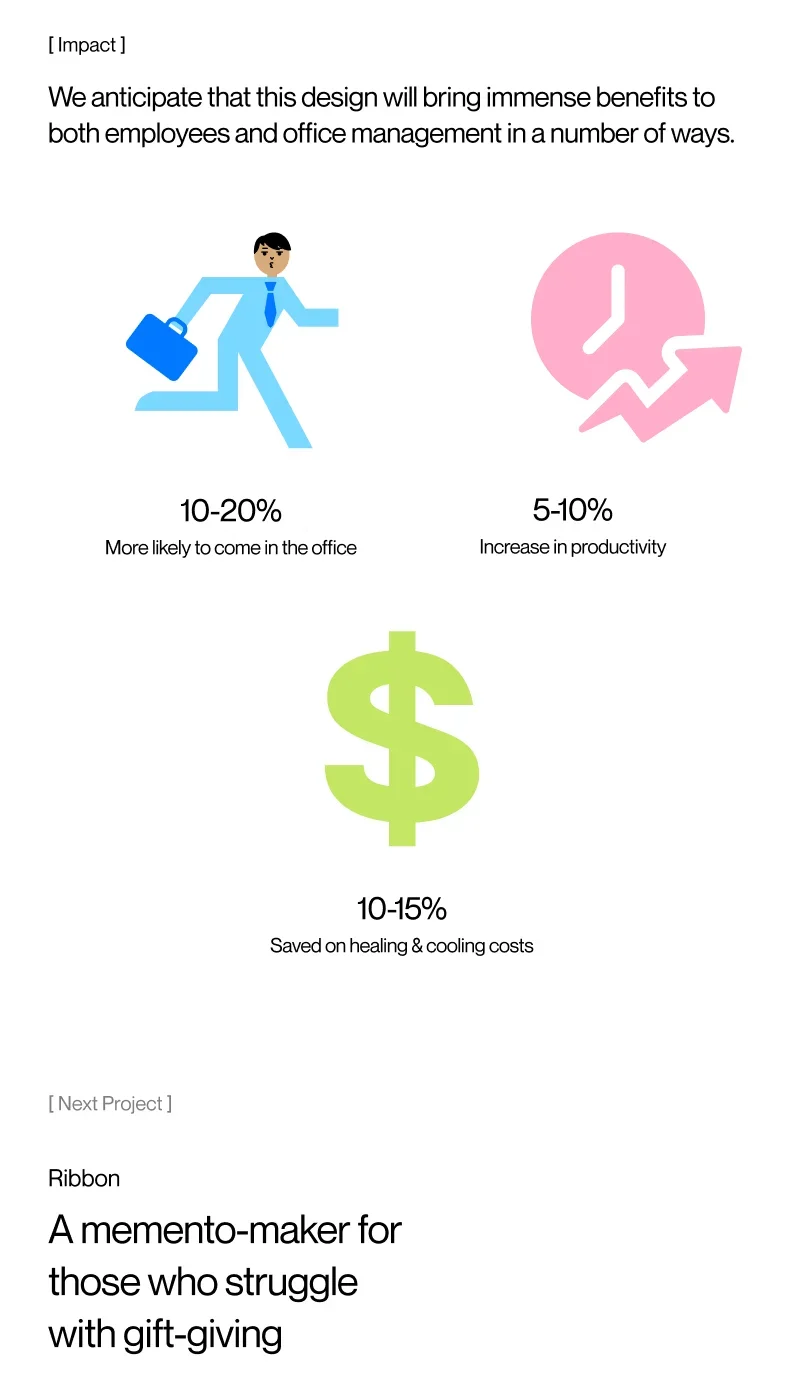 [ Impact ]
We anticipate that this design will bring immense benefits to
both employees and office management in a number of ways.
10-20%
More likely to come in the office
5-10%
Increase in productivity
10-15%
Saved on healing & cooling costs
[ Next Project ]
Ribbon
A memento-maker for
those who struggle
with gift-giving